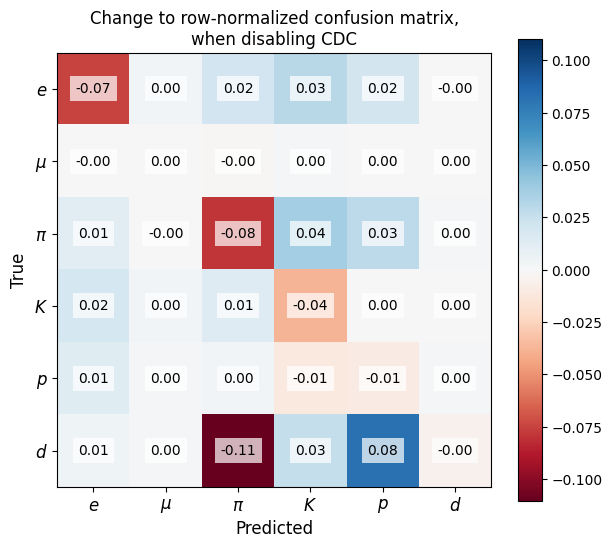 Change to row-normalized confusion matrix,
when disabling CDC
e -0.07 0.00 0.02 0.03 0.02 -0.00
μ -0.00 0.00 -0.00 0.00 0.00 0.00
π 0.01 -0.00 -0.08 0.04 0.03 0.00
K 0.02 0.00 0.01 -0.04 0.00 0.00
p 0.01 0.00 0.00 -0.01 -0.01 0.00
d 0.01 0.00 -0.11 0.03 0.08 -0.00
e μ π K p d
True
Predicted
0.100
0.075
0.050
0.025
0.000
−0.025
−0.050
−0.075
−0.100